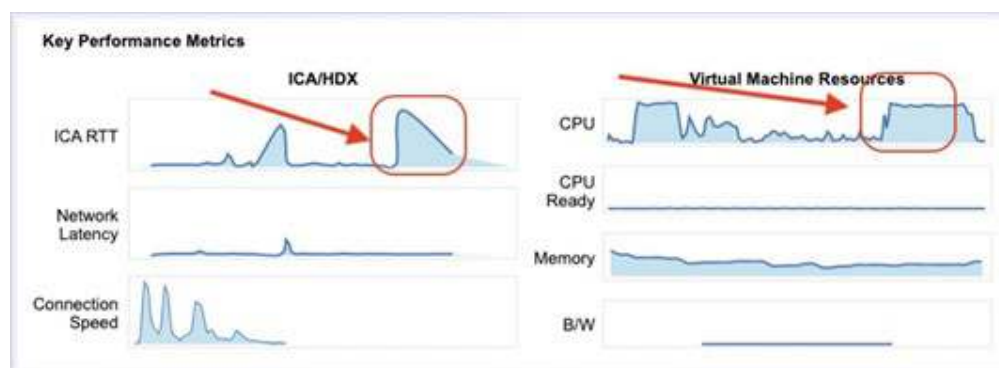 Key Performance Metrics
ICA/HDX
ICA RTT
Network
Latency
Connection
Speed
Virtual Machine Resources
CPU
CPU
Ready
Memory
B/W